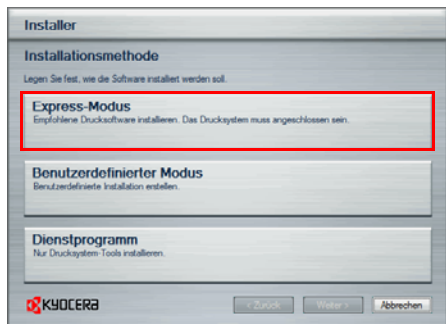 Installer
Installationsmethode
Legen Sie fest, wie die Software installiert werden soll.
Express-Modus
Empfohlene Drucksoftware installieren. Das Drucksystem muss angeschlossen sein.
Benutzerdefinierter Modus
Benutzerdefinierte Installation erstellen.
Dienstprogramm
Nur Drucksystem-Tools installieren.
KYOCERA
< Zurück
Weiter >
Abbrechen